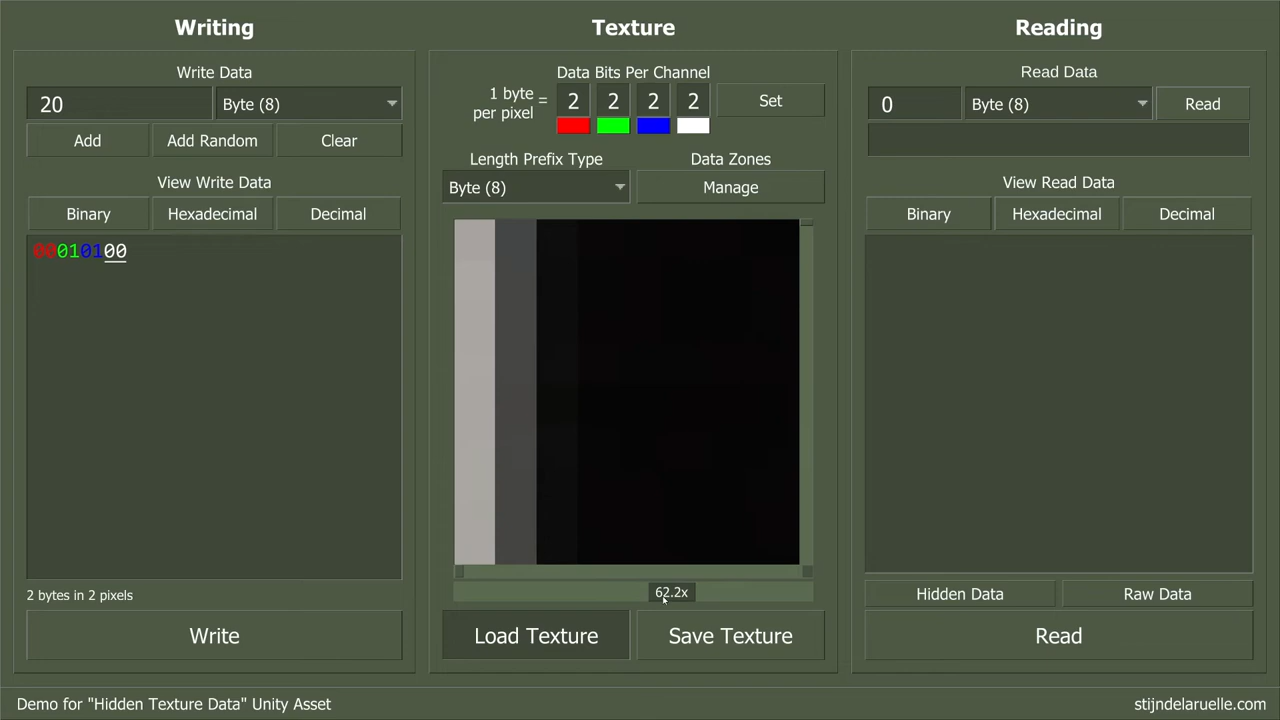 Writing
Write Data
20
Byte (8)
Add
Add Random
Clear
View Write Data
Binary
Hexadecimal
Decimal
00010100
2 bytes in 2 pixels
Write
Texture
Data Bits Per Channel
1 byte
per pixel
=
2
2
2
2
Set
Length Prefix Type
Data Zones
Byte (8)
Manage
62.2x
Load Texture
Save Texture
Reading
Read Data
0
Byte (8)
Read
View Read Data
Binary
Hexadecimal
Decimal
Hidden Data
Raw Data
Read
Demo for "Hidden Texture Data" Unity Asset
stijndelaruelle.com